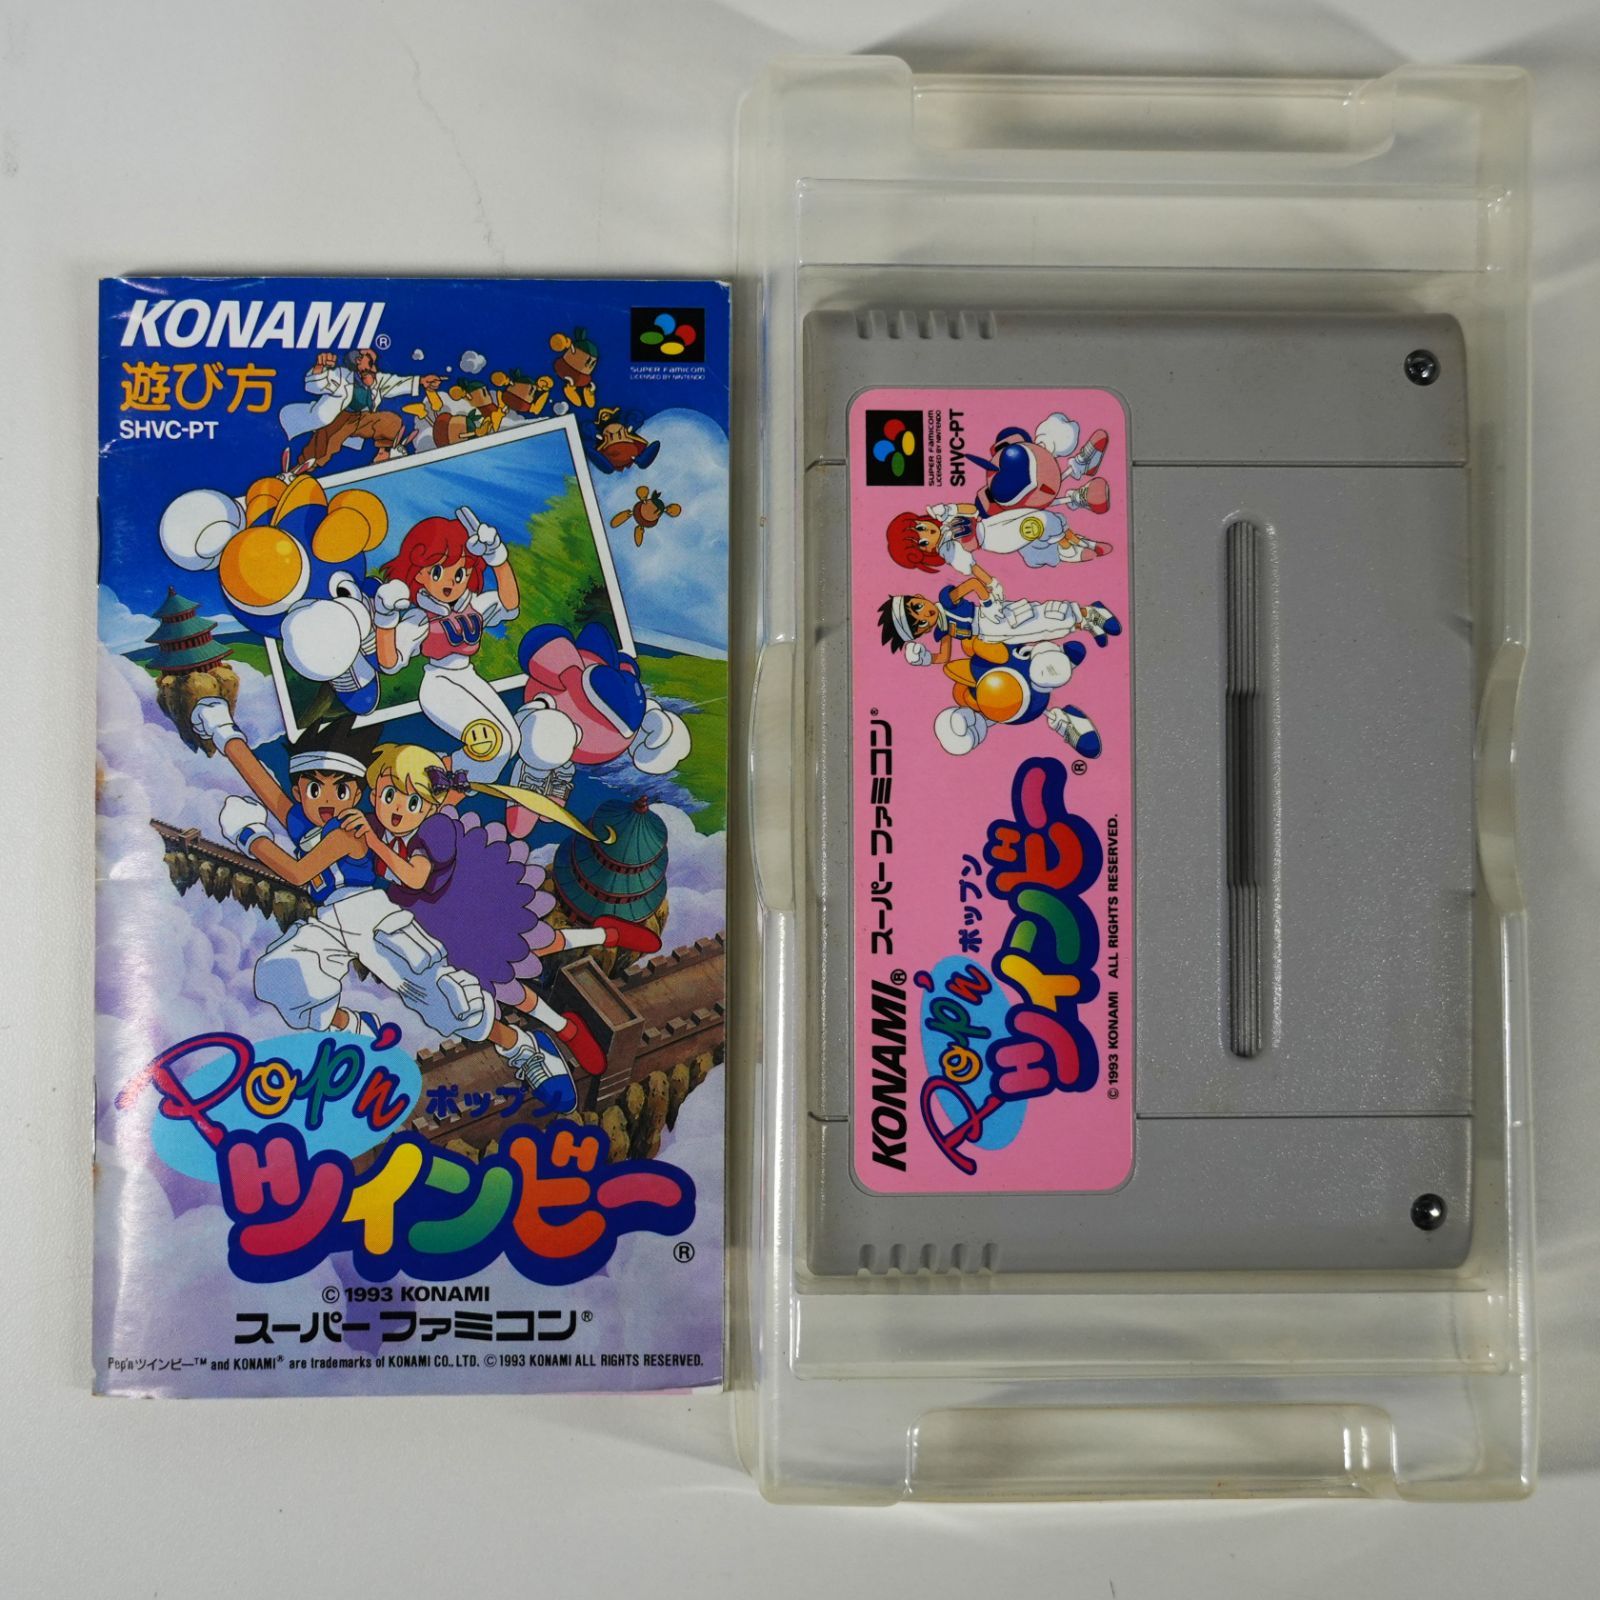 KONAMI®
遊び方
SHVC-PT
SUPER FAMICOM
LICENSED BY NINTENDO
W
Pop'n ポップン
ツインビー®
© 1993 KONAMI
スーパーファミコン®
Pop'nツインビー™ and KONAMI® are trademarks of KONAMI CO., LTD. © 1993 KONAMI ALL RIGHTS RESERVED.
SUPER FAMICOM
LICENSED BY NINTENDO
SHVC-PT
W
KONAMI® スーパーファミコン®
Pop'n ポップン
ツインビー®
© 1993 KONAMI ALL RIGHTS RESERVED.